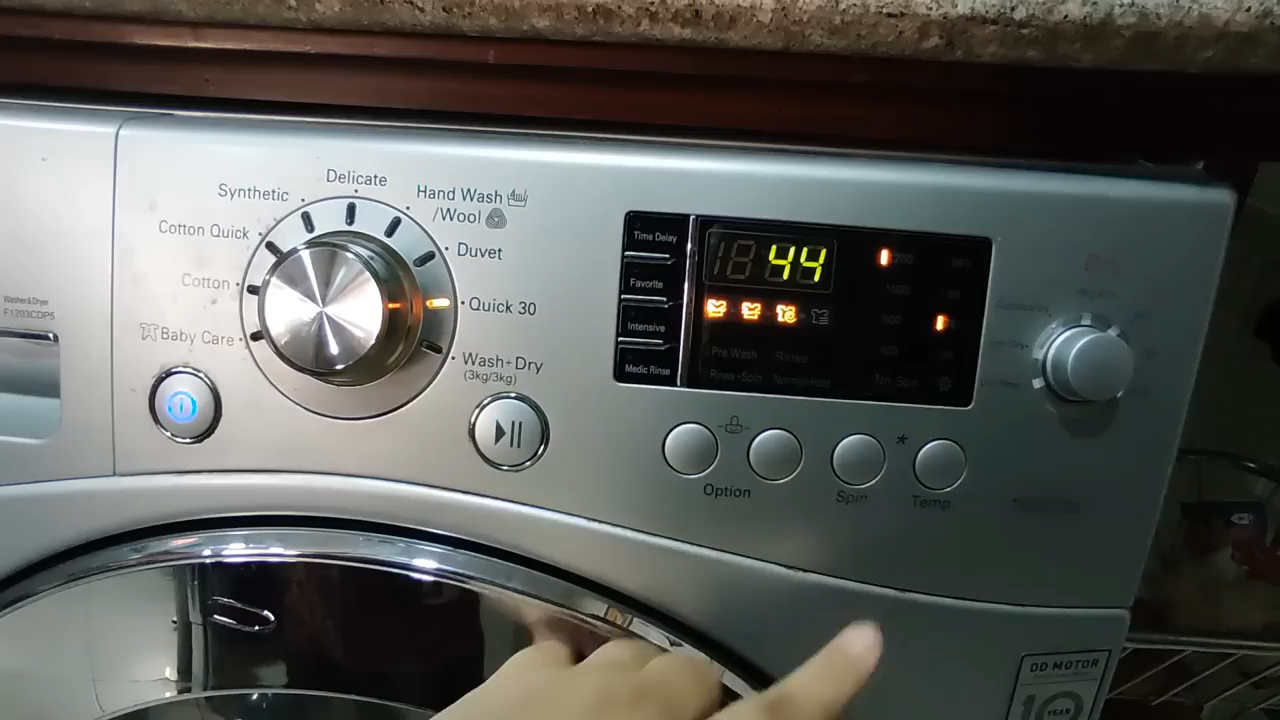 Delicate
Synthetic
Hand Wash
/Wool
Cotton Quick
Duvet
Cotton
Quick 30
Baby Care
Wash+Dry
(3kg/3kg)
Washer&Dryer
F1203CDP5
Time Delay
Favorite
Intensive
Medic Rinse
44
Pre Wash
Rinse
Rinse+Spin
Normal+Hold
No Spin
Option
Spin
Temp
DD MOTOR
10 YEAR